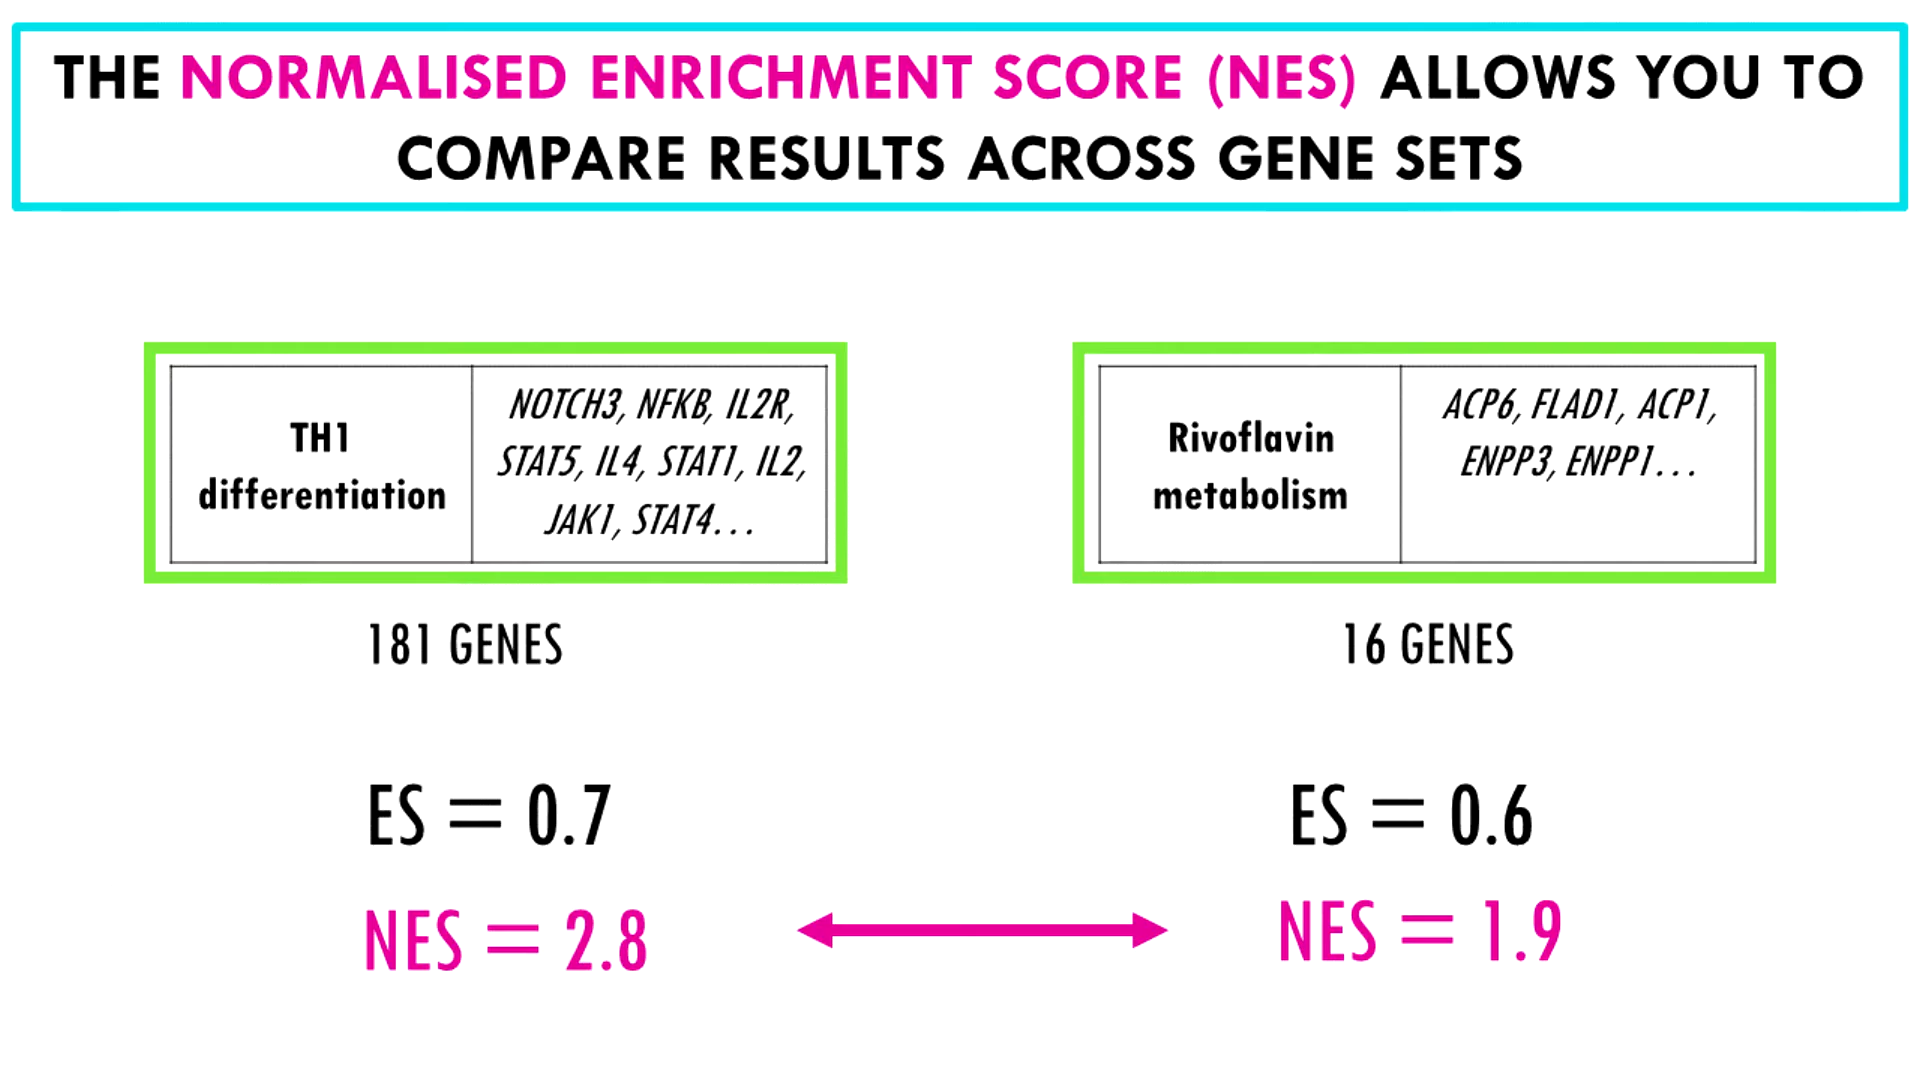 THE NORMALISED ENRICHMENT SCORE (NES) ALLOWS YOU TO
COMPARE RESULTS ACROSS GENE SETS
TH1
differentiation
NOTCH3, NFKB, IL2R,
STAT5, IL4, STAT1, IL2,
JAK1, STAT4...
181 GENES
ES = 0.7
NES = 2.8
Rivoflavin
metabolism
ACP6, FLAD1, ACP1,
ENPP3, ENPP1...
16 GENES
ES = 0.6
NES = 1.9